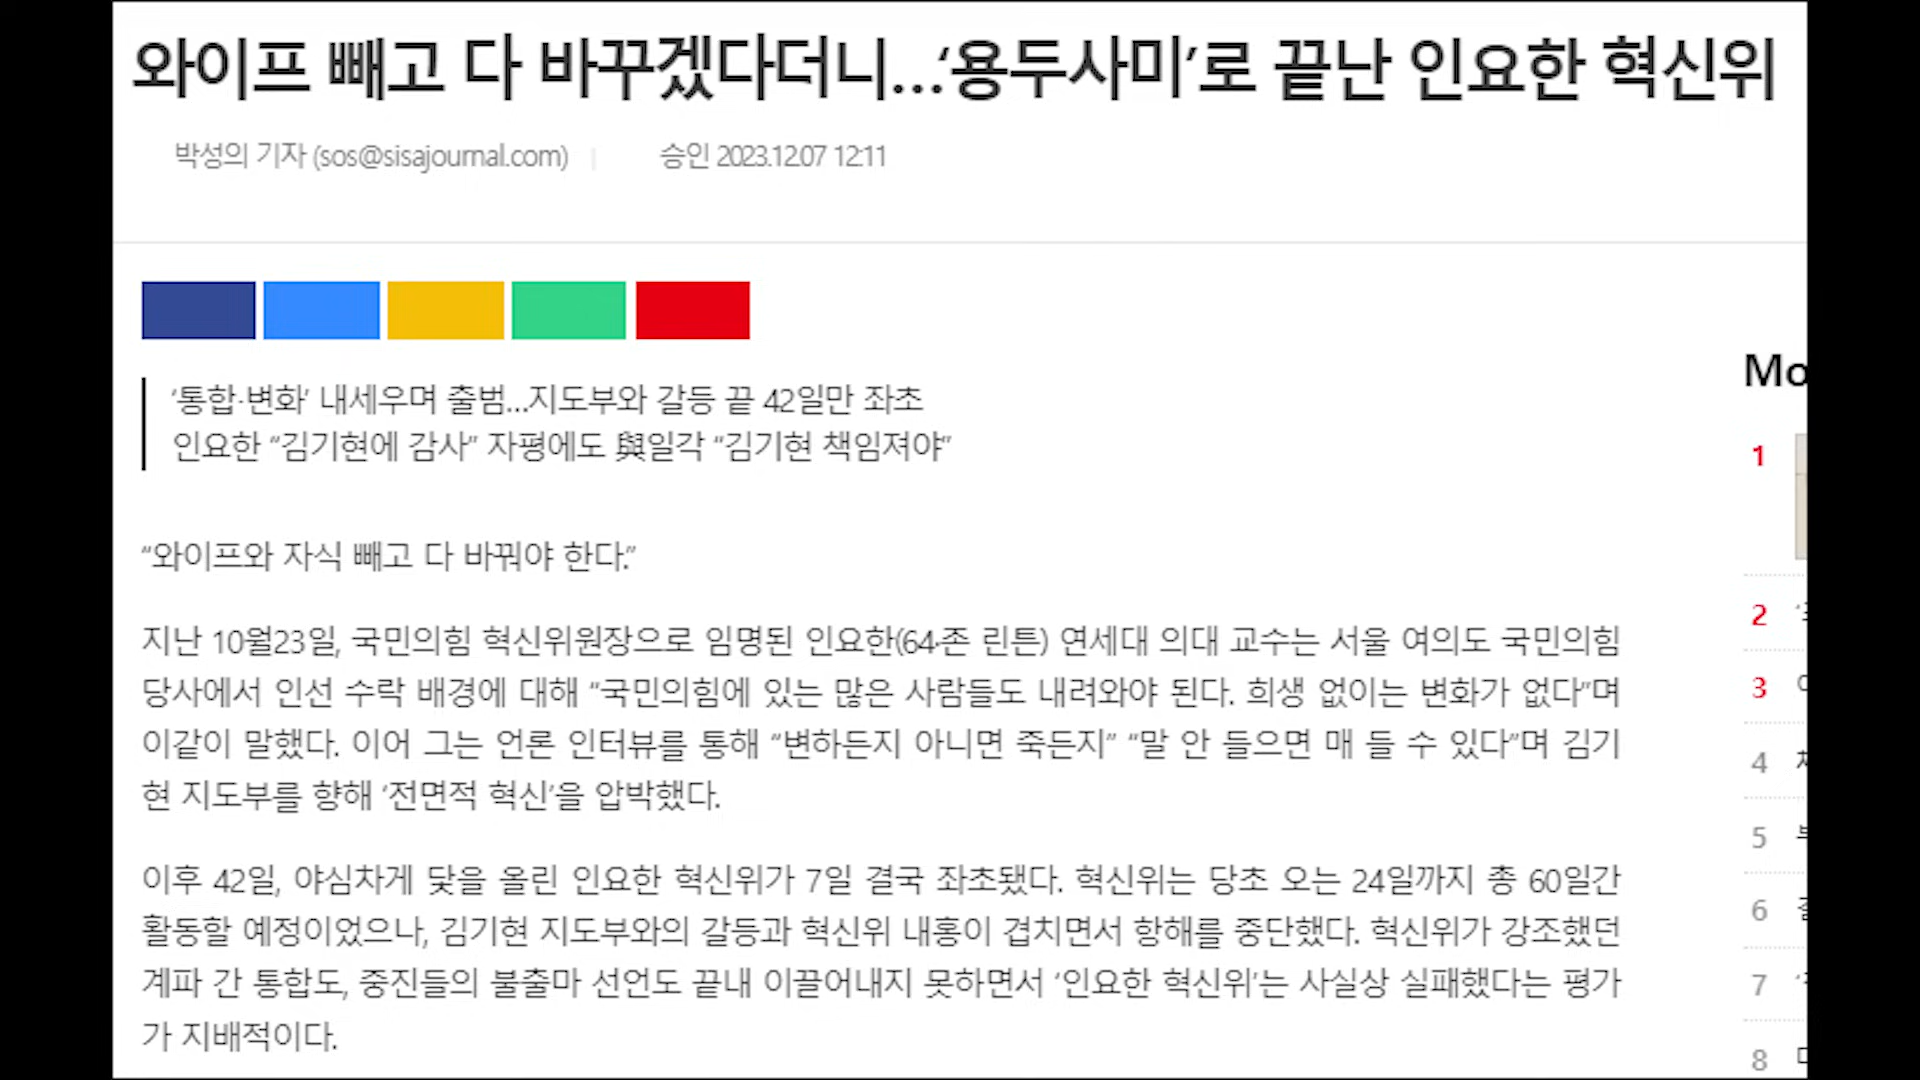 와이프 빼고 다 바꾸겠다더니…‘용두사미’로 끝난 인요한 혁신위
박성의 기자 (sos@sisajournal.com) 승인 2023.12.07 12:11
‘통합·변화’ 내세우며 출범…지도부와 갈등 끝 42일만 좌초
인요한 “김기현에 감사” 자평에도 與일각 “김기현 책임져야”
“와이프와 자식 빼고 다 바꿔야 한다.”
지난 10월23일, 국민의힘 혁신위원장으로 임명된 인요한(64·존 린튼) 연세대 의대 교수는 서울 여의도 국민의힘
당사에서 인선 수락 배경에 대해 “국민의힘에 있는 많은 사람들도 내려와야 된다. 희생 없이는 변화가 없다”며
이같이 말했다. 이어 그는 언론 인터뷰를 통해 “변하든지 아니면 죽든지” “말 안 들으면 매 들 수 있다”며 김기
현 지도부를 향해 ‘전면적 혁신’을 압박했다.
이후 42일, 야심차게 닻을 올린 인요한 혁신위가 7일 결국 좌초됐다. 혁신위는 당초 오는 24일까지 총 60일간
활동할 예정이었으나, 김기현 지도부와의 갈등과 혁신위 내홍이 겹치면서 항해를 중단했다. 혁신위가 강조했던
계파 간 통합도, 중진들의 불출마 선언도 끝내 이끌어내지 못하면서 ‘인요한 혁신위’는 사실상 실패했다는 평가
가 지배적이다.
Mo
1
2
3
4
5
6
7
8